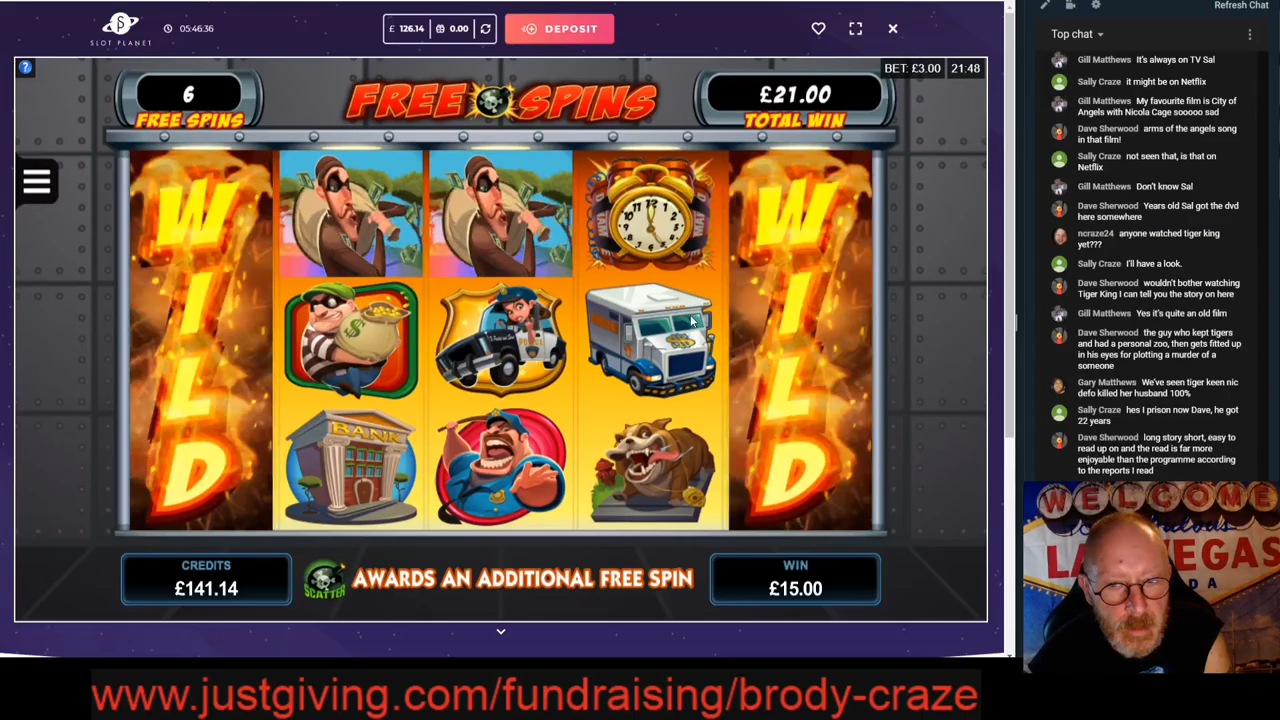 SLOT PLANET
05:46:36
£ 126.14
0.00
DEPOSIT
Refresh Chat
?
6
FREE SPINS
FREE SPINS
£21.00
TOTAL WIN
BET: £3.00
21:48
WILD
BANK
POLICE
WILD
CREDITS
£141.14
SCATTER
AWARDS AN ADDITIONAL FREE SPIN
WIN
£15.00
Top chat
Gill Matthews It's always on TV Sal
Sally Craze it might be on Netflix
Gill Matthews My favourite film is City of
Angels with Nicola Cage sooooo sad
Dave Sherwood arms of the angels song
in that film!
Sally Craze not seen that, is that on
Netflix
Gill Matthews Don't know Sal
Dave Sherwood Years old Sal got the dvd
here somewhere
ncraze24 anyone watched tiger king
yet???
Sally Craze I'll have a look.
Dave Sherwood wouldn't bother watching
Tiger King I can tell you the story on here
Gill Matthews Yes it's quite an old film
Dave Sherwood the guy who kept tigers
and had a personal zoo, then gets fitted up
in his eyes for plotting a murder of a
someone
Gary Matthews We've seen tiger keen nic
defo killed her husband 100%
Sally Craze hes I prison now Dave, he got
22 years
Dave Sherwood long story short, easy to
read up on and the read is far more
enjoyable than the programme according
to the reports I read
WELCOME
LAS VEGAS
www.justgiving.com/fundraising/brody-craze